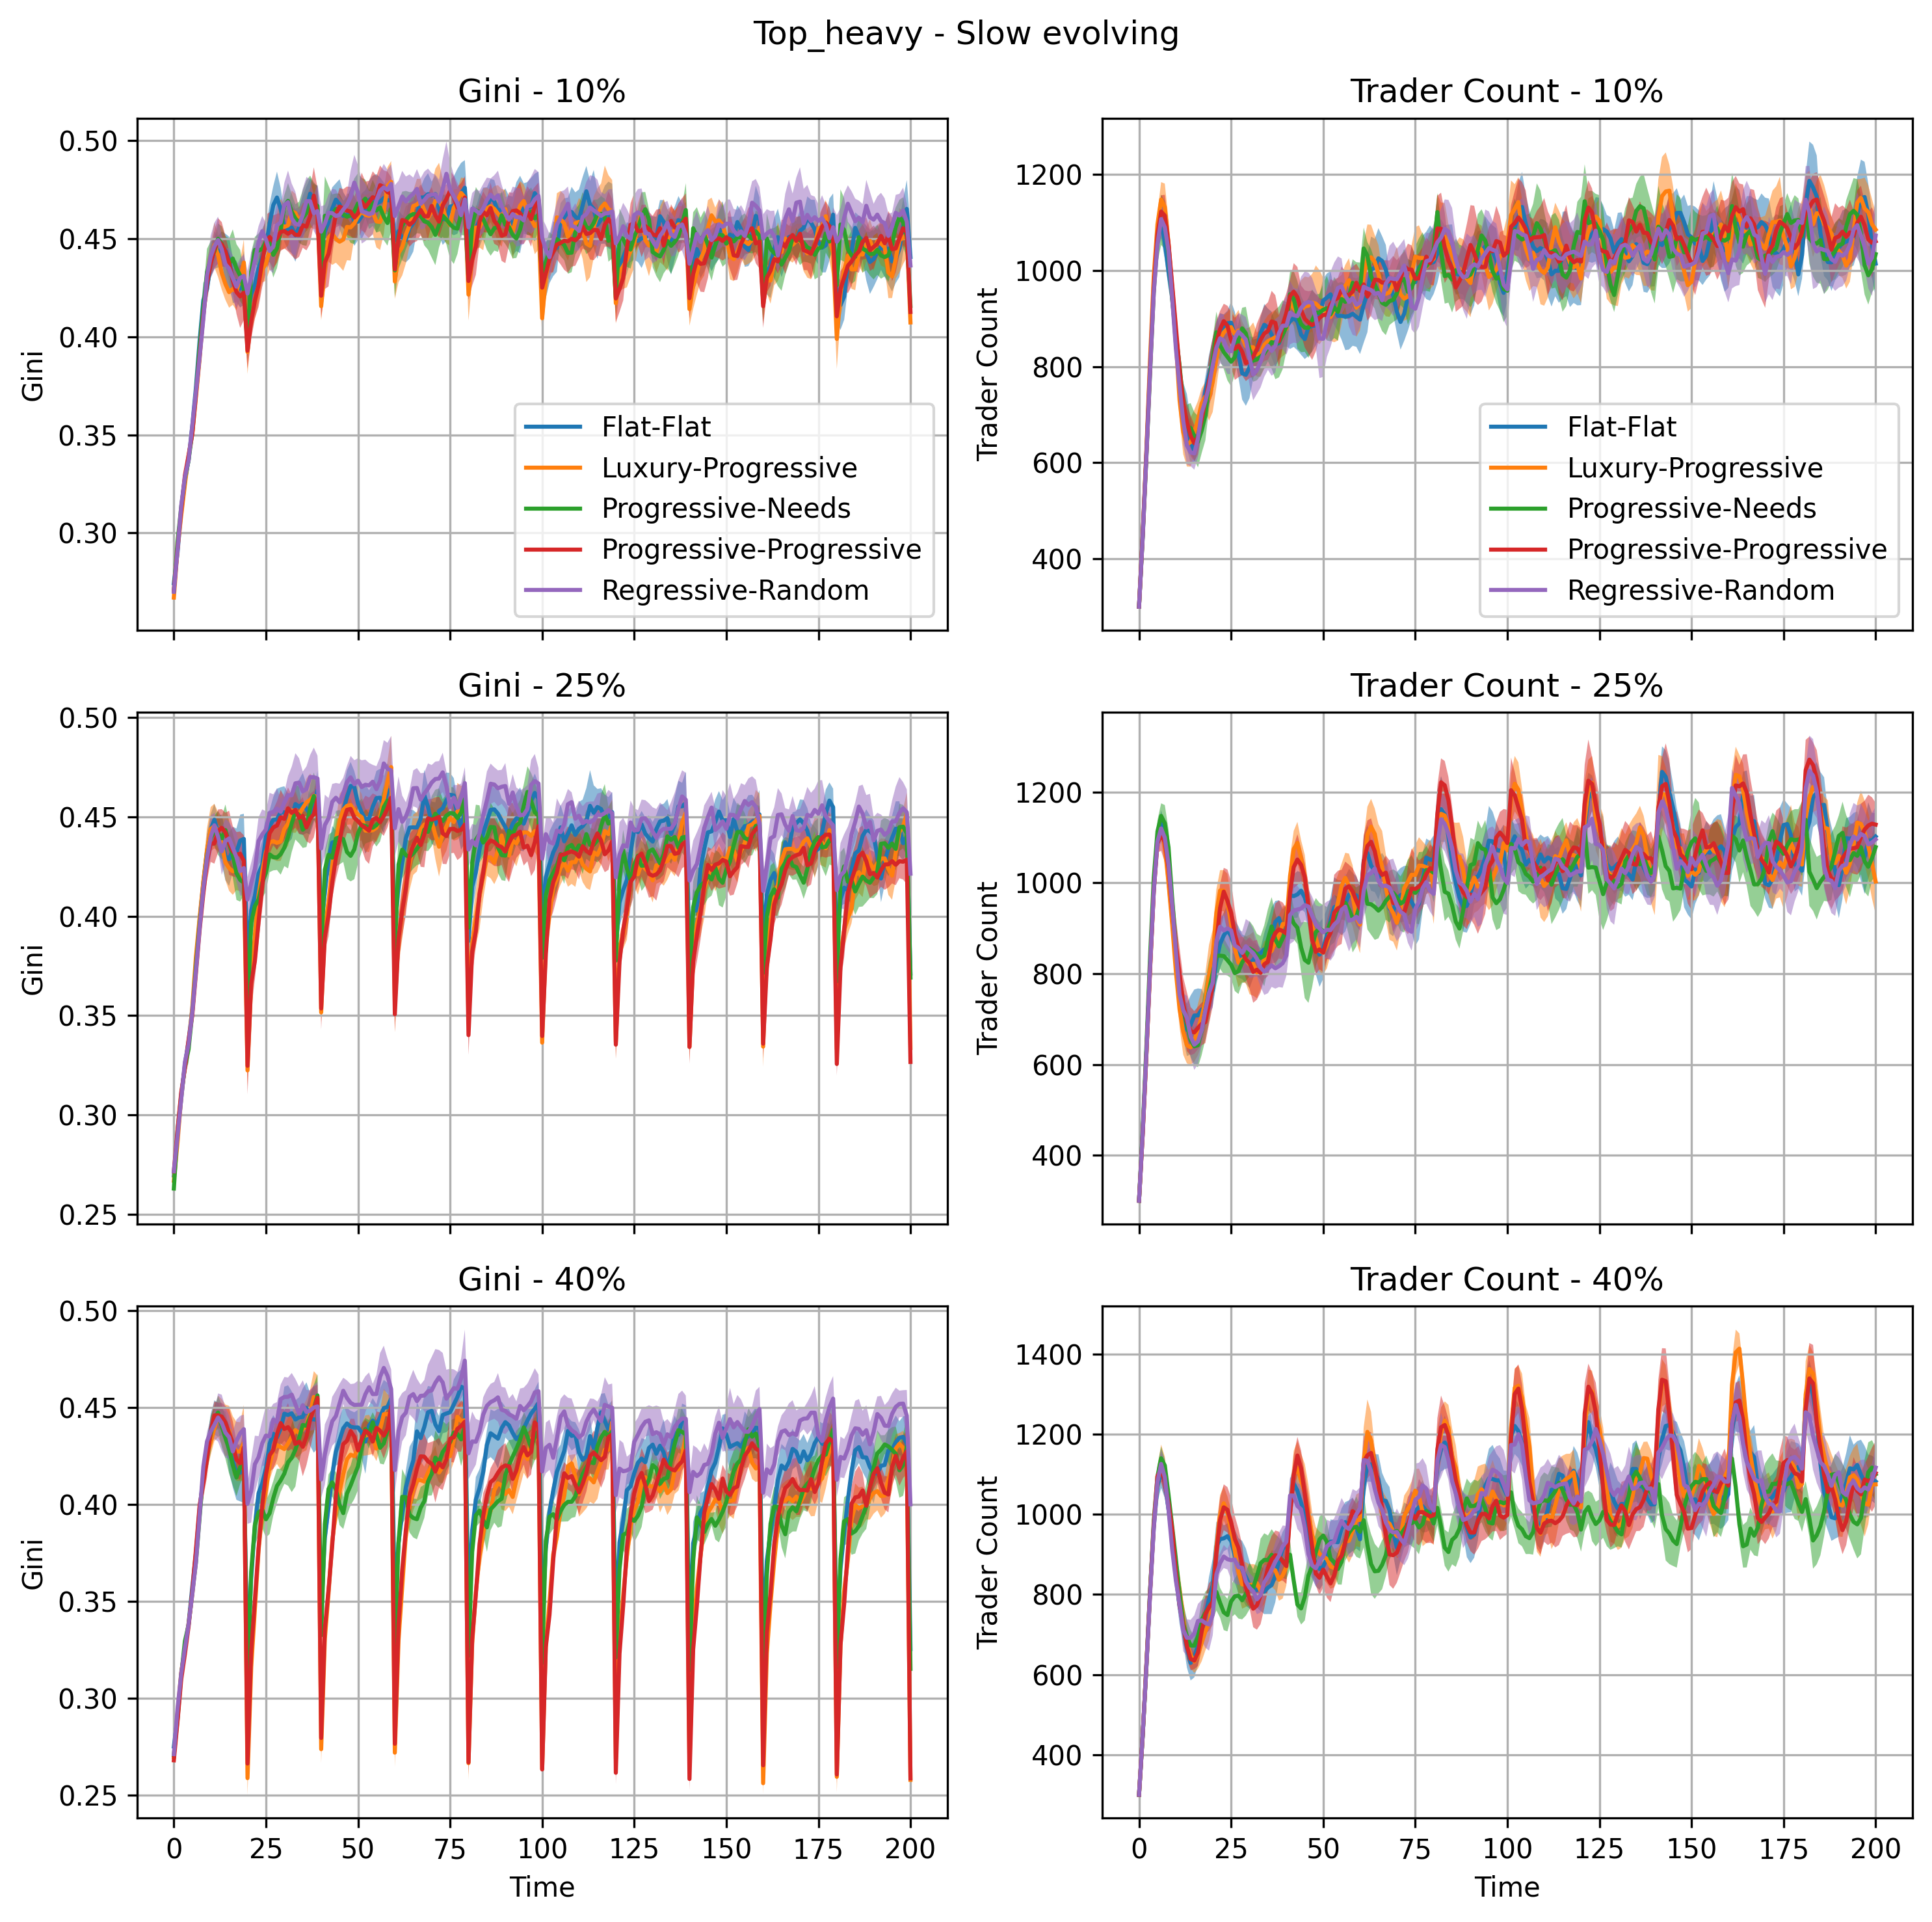 Top_heavy - Slow evolving
Gini - 10%
0.50
0.45
0.40
0.35
0.30
Gini
Flat-Flat
Luxury-Progressive
Progressive-Needs
Progressive-Progressive
Regressive-Random
Trader Count - 10%
1200
1000
800
600
400
Trader Count
Flat-Flat
Luxury-Progressive
Progressive-Needs
Progressive-Progressive
Regressive-Random
Gini - 25%
0.50
0.45
0.40
0.35
0.30
0.25
Gini
Trader Count - 25%
1200
1000
800
600
400
Trader Count
Gini - 40%
0.50
0.45
0.40
0.35
0.30
0.25
Gini
0 25 50 75 100 125 150 175 200
Time
Trader Count - 40%
1400
1200
1000
800
600
400
Trader Count
0 25 50 75 100 125 150 175 200
Time